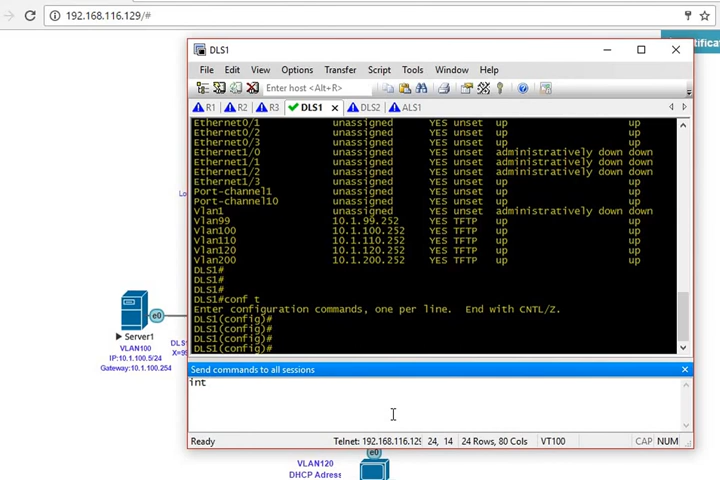 192.168.116.129/#
DLS1
File Edit View Options Transfer Script Tools Window Help
Enter host <Alt+R>
R1 R2 R3 DLS1 DLS2 ALS1
Ethernet0/1 unassigned YES unset up up
Ethernet0/2 unassigned YES unset up up
Ethernet0/3 unassigned YES unset up up
Ethernet1/0 unassigned YES unset administratively down down
Ethernet1/1 unassigned YES unset administratively down down
Ethernet1/2 unassigned YES unset administratively down down
Ethernet1/3 unassigned YES unset up up
Port-channel1 unassigned YES unset up up
Port-channel10 unassigned YES unset up up
Vlan1 unassigned YES unset administratively down down
Vlan99 10.1.99.252 YES TFTP up up
Vlan100 10.1.100.252 YES TFTP up up
Vlan110 10.1.110.252 YES TFTP up up
Vlan120 10.1.120.252 YES TFTP up up
Vlan200 10.1.200.252 YES TFTP up up
DLS1#
DLS1#
DLS1#conf t
Enter configuration commands, one per line. End with CNTL/Z.
DLS1(config)#
DLS1(config)#
DLS1(config)#
DLS1(config)#
Send commands to all sessions
int
Ready Telnet: 192.168.116.129 24, 14 24 Rows, 80 Cols VT100 CAP NUM
e0
Server1
VLAN100
IP:10.1.100.5/24
Gateway:10.1.100.254
DLS
X=99
e0
VLAN120
DHCP Adress